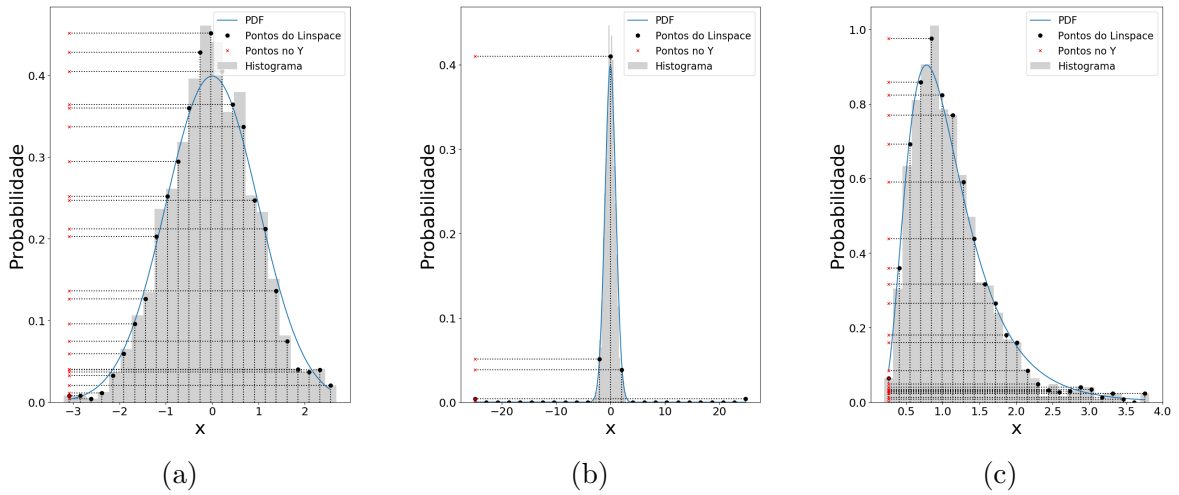 PDF
Pontos do Linspace
Pontos no Y
Histograma
Probabilidade
0.4
0.3
0.2
0.1
0.0
−3 −2 −1 0 1 2
x
(a)
PDF
Pontos do Linspace
Pontos no Y
Histograma
Probabilidade
0.4
0.3
0.2
0.1
0.0
−20 −10 0 10 20
x
(b)
PDF
Pontos do Linspace
Pontos no Y
Histograma
Probabilidade
1.0
0.8
0.6
0.4
0.2
0.0
0.5 1.0 1.5 2.0 2.5 3.0 3.5 4.0
x
(c)